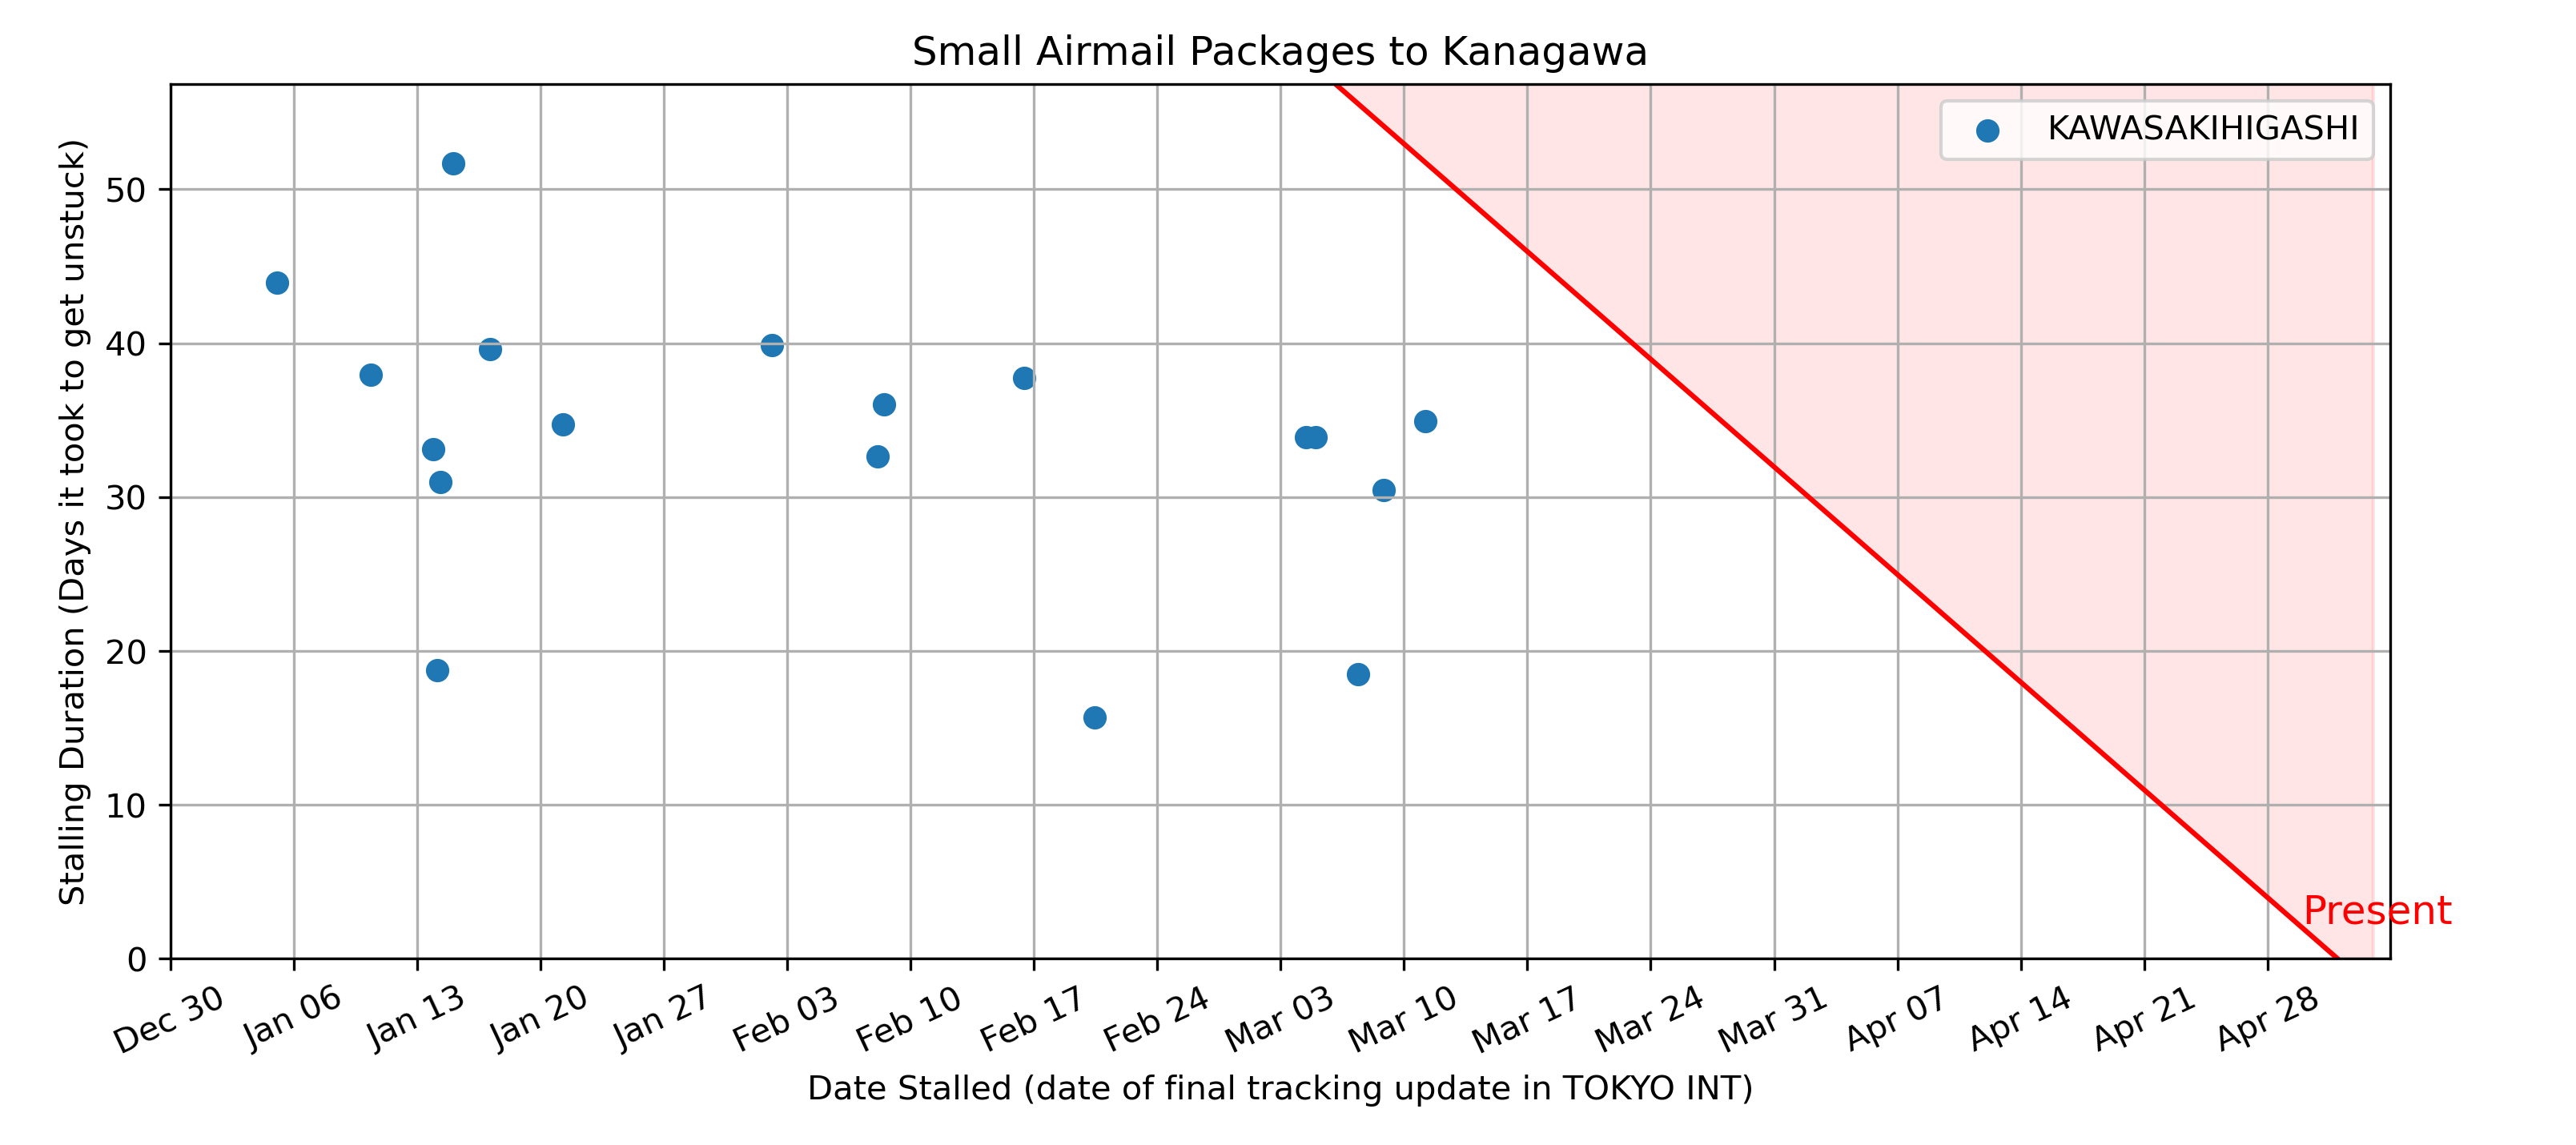 Small Airmail Packages to Kanagawa
KAWASAKIHIGASHI
Stalling Duration (Days it took to get unstuck)
50
40
30
20
10
0
Present
Dec 30
Jan 06
Jan 13
Jan 20
Jan 27
Feb 03
Feb 10
Feb 17
Feb 24
Mar 03
Mar 10
Mar 17
Mar 24
Mar 31
Apr 07
Apr 14
Apr 21
Apr 28
Date Stalled (date of final tracking update in TOKYO INT)